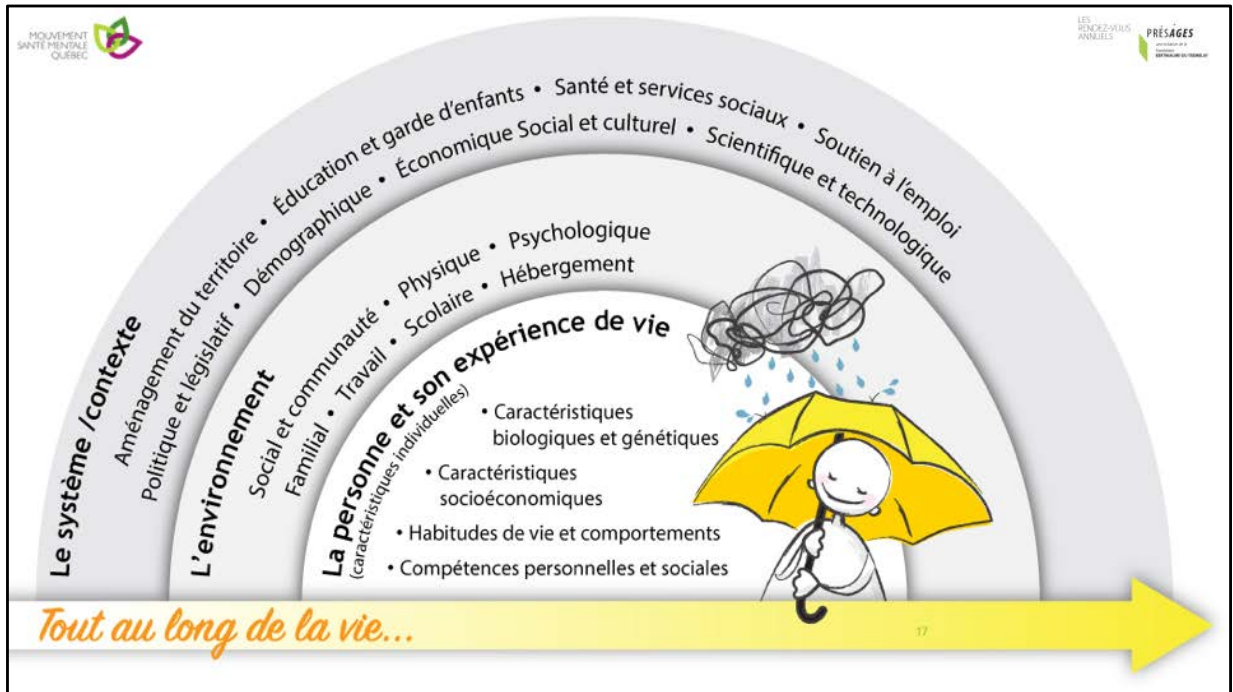 MOUVEMENT
SANTÉ MENTALE
QUÉBEC
LES
RENDEZ-VOUS
ANNUELS
PRÉSÂGES
Le système /contexte
Aménagement du territoire • Éducation et garde d'enfants • Santé et services sociaux • Soutien à l'emploi
Politique et législatif • Démographique • Économique Social et culturel • Scientifique et technologique
L'environnement
Social et communauté • Physique • Psychologique
Familial • Travail • Scolaire • Hébergement
La personne et son expérience de vie
(caractéristiques individuelles)
• Caractéristiques
biologiques et génétiques
• Caractéristiques
socioéconomiques
• Habitudes de vie et comportements
• Compétences personnelles et sociales
Tout au long de la vie...
17